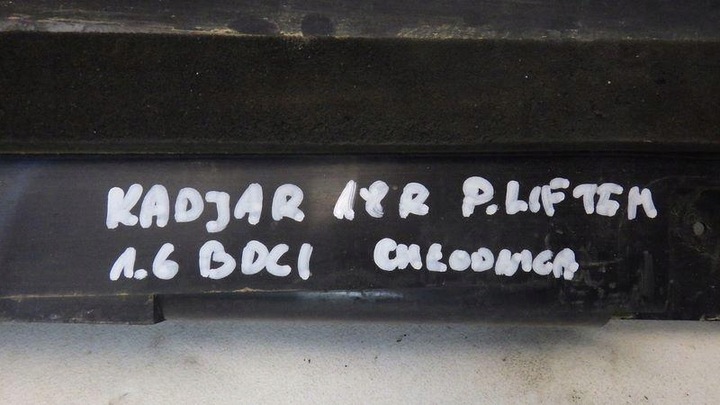 KADJAR 18R P.LIFTEM
1.6 BDCI CHŁODNICA